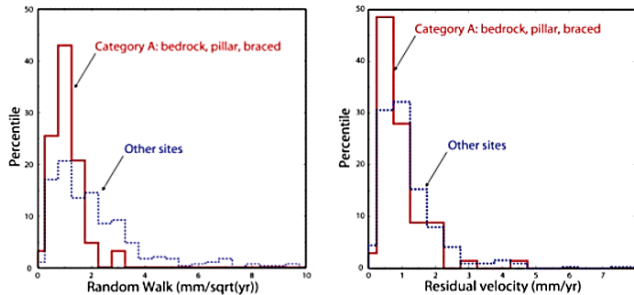 50
40
30
20
10
0
Percentile
Category A: bedrock, pillar, braced
Other sites
0 2 4 6 8 10
Random Walk (mm/sqrt(yr))
50
40
30
20
10
0
Percentile
Category A: bedrock, pillar, braced
Other sites
0 1 2 3 4 5 6 7
Residual velocity (mm/yr)